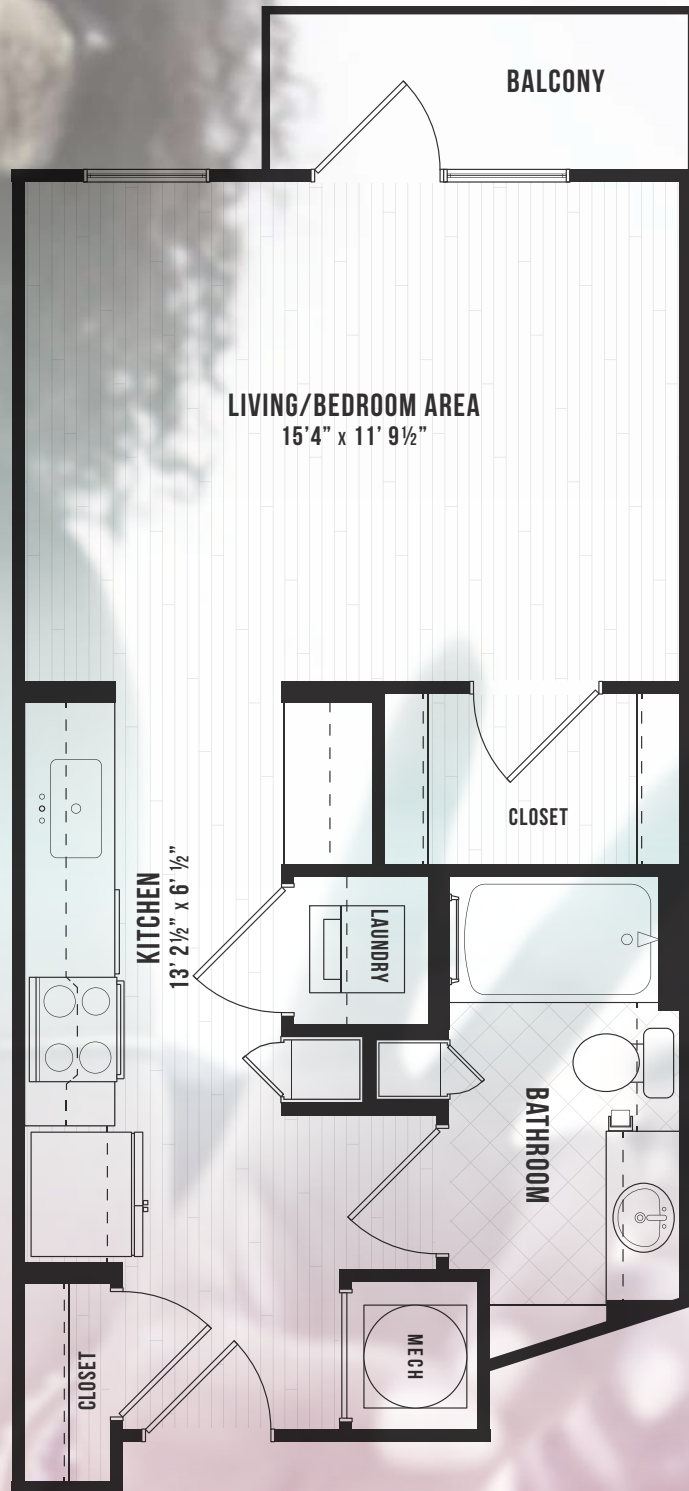 BALCONY
LIVING/BEDROOM AREA
15’4” x 11’ 9½”
CLOSET
KITCHEN
13’ 2½” x 6’ ½”
LAUNDRY
BATHROOM
MECH
CLOSET